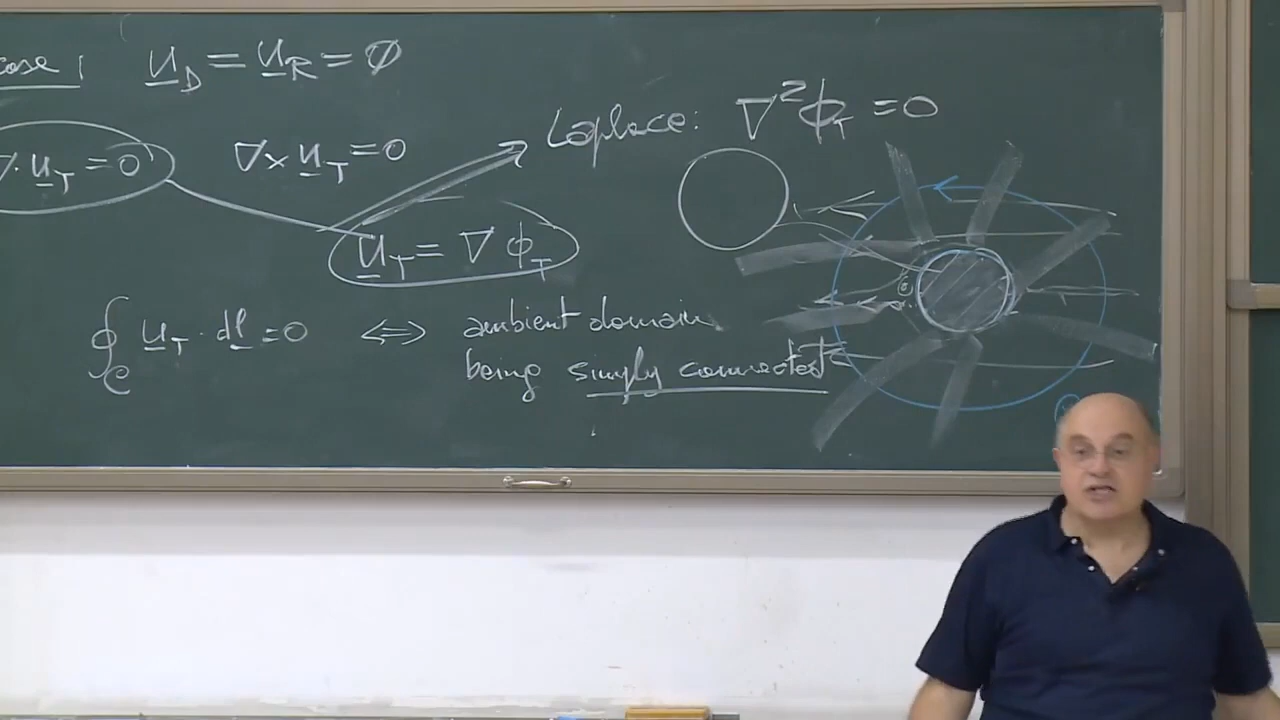 case 1 u_D = u_R = ∅
∇·u_T = 0 ∇×u_T = 0
Laplace: ∇²ϕ_T = 0
u_T = ∇ϕ_T
∮_C u_T · dl = 0 ⟺ ambient domain
being simply connected